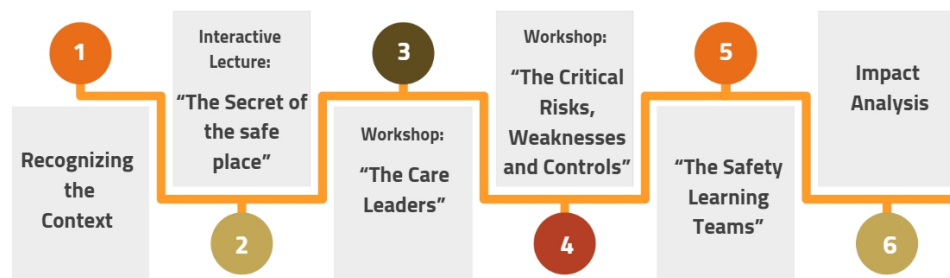 1
Recognizing
the
Context
Interactive
Lecture:
“The Secret of
the safe
place”
2
3
Workshop:
“The Care
Leaders”
Workshop:
“The Critical
Risks,
Weaknesses
and Controls”
4
5
“The Safety
Learning
Teams”
Impact
Analysis
6